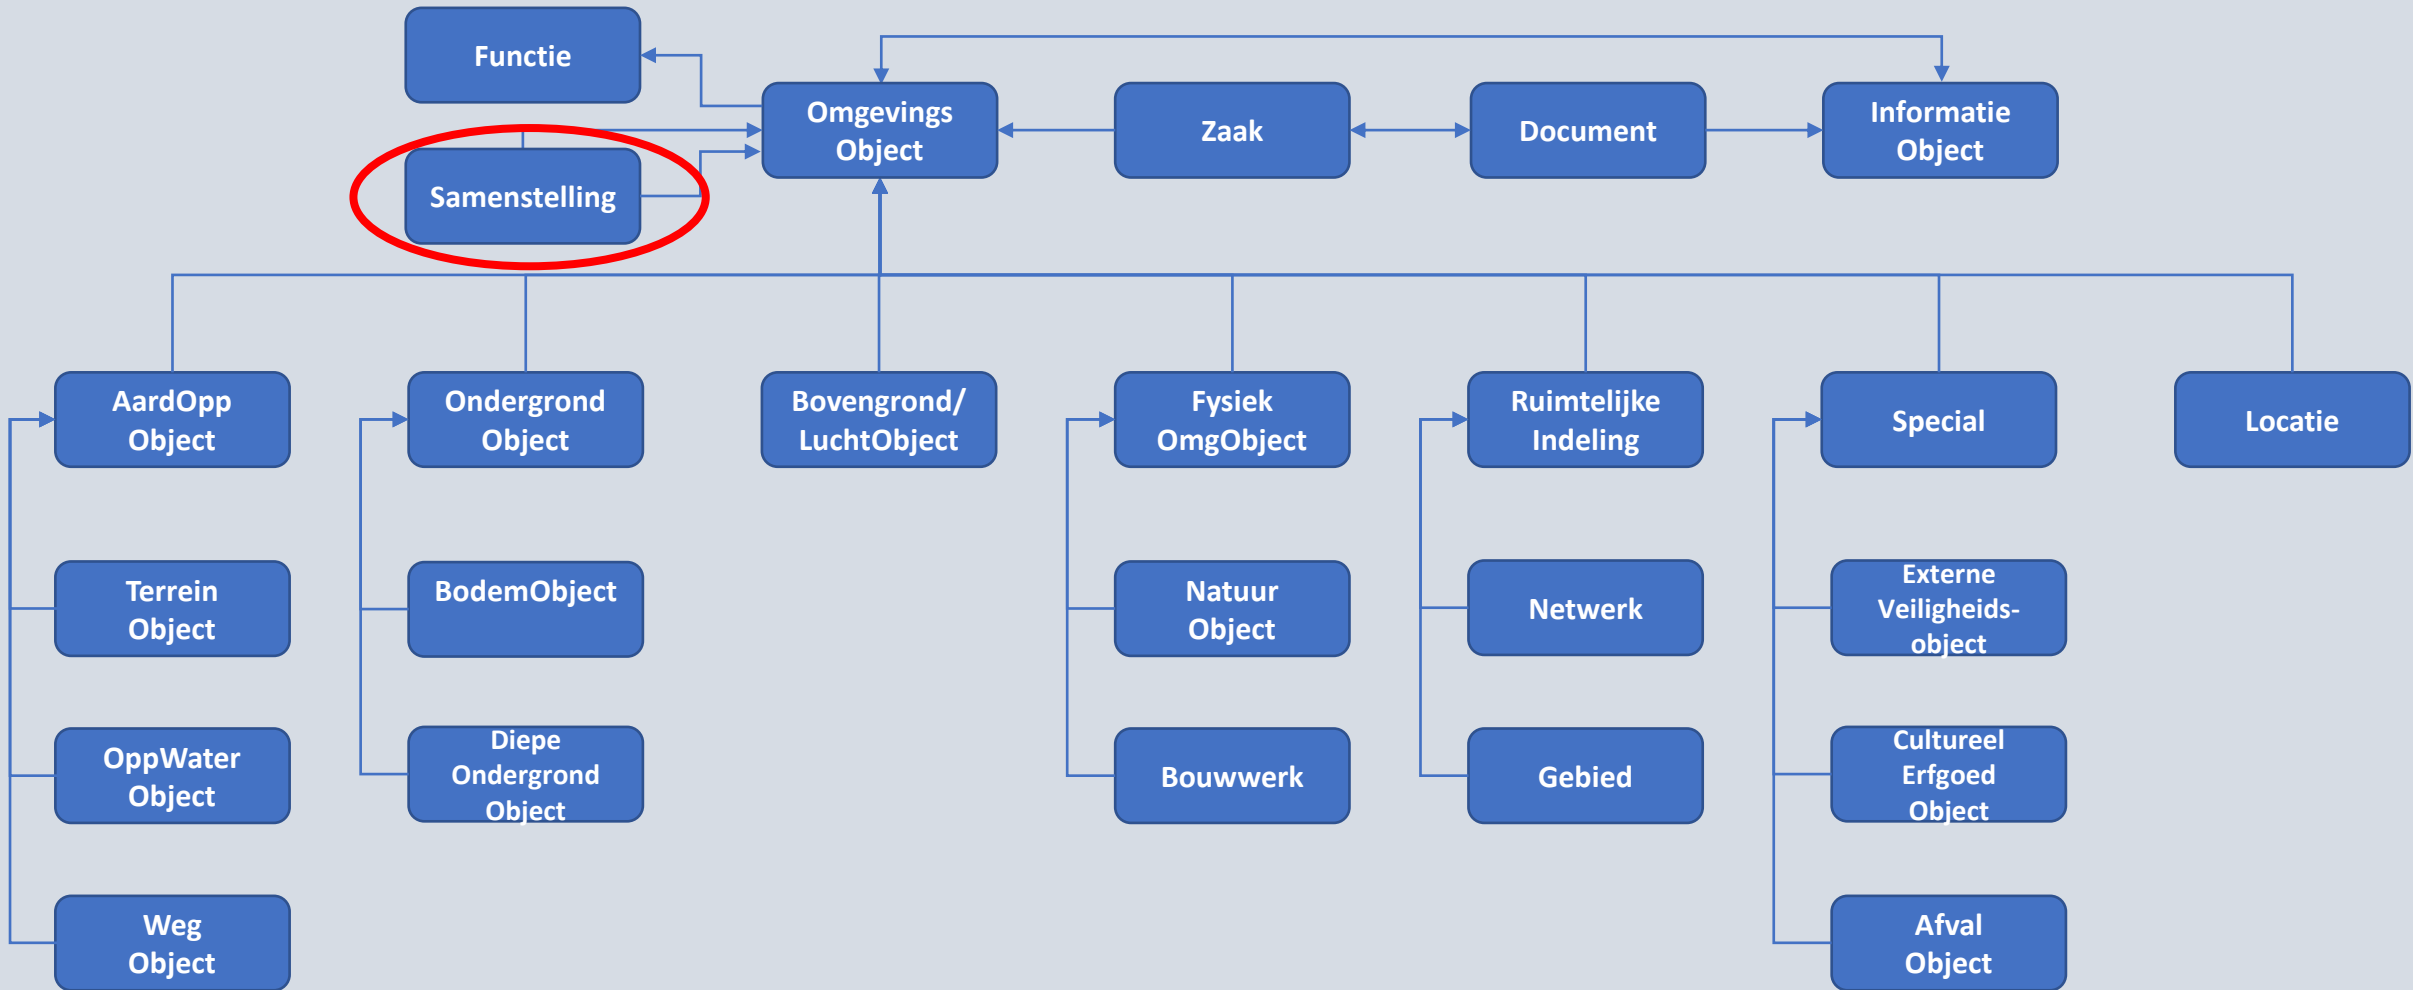 Functie
Omgevings
Object
Zaak
Document
Informatie
Object
Samenstelling
AardOpp
Object
Ondergrond
Object
Bovengrond/
LuchtObject
Fysiek
OmgObject
Ruimtelijke
Indeling
Special
Locatie
Terrein
Object
BodemObject
Natuur
Object
Netwerk
Externe
Veiligheids-
object
OppWater
Object
Diepe
Ondergrond
Object
Bouwwerk
Gebied
Cultureel
Erfgoed
Object
Weg
Object
Afval
Object